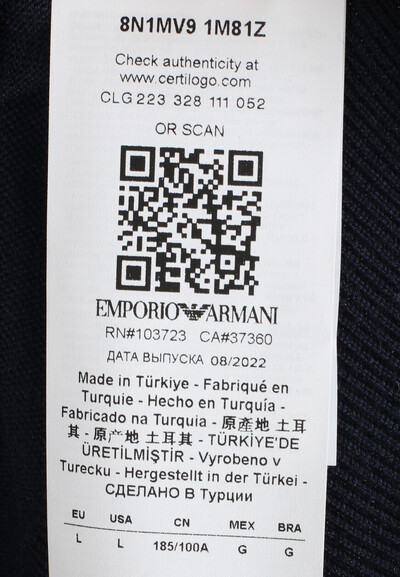 8N1MV9 1M81Z
Check authenticity at
www.certilogo.com
CLG 223 328 111 052
OR SCAN
EMPORIO ARMANI
RN#103723 CA#37360
ДАТА ВЫПУСКА 08/2022
Made in Türkiye - Fabriqué en
Turquie - Hecho en Turquía -
Fabricado na Turquia - 原產地 土耳
其 - 原产地 土耳其 - TÜRKİYE'DE
ÜRETİLMİŞTİR - Vyrobeno v
Turecku - Hergestellt in der Türkei -
СДЕЛАНО В Турции
EU USA CN MEX BRA
L L 185/100A G G